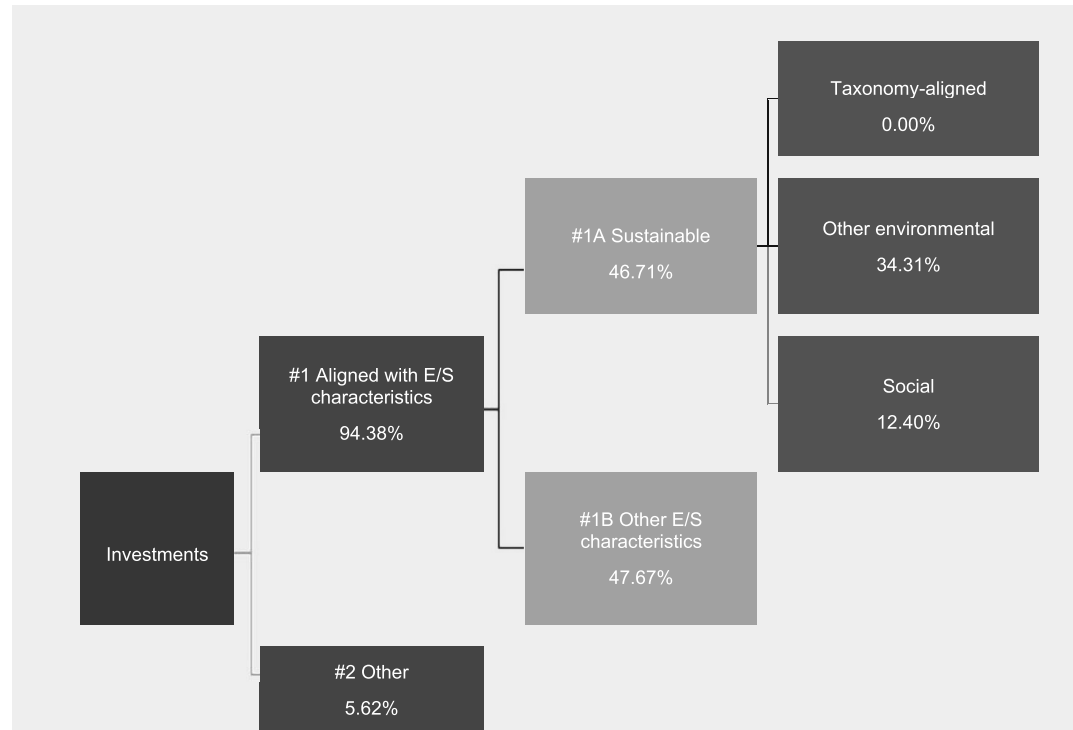 Taxonomy-aligned
0.00%
#1A Sustainable
46.71%
Other environmental
34.31%
#1 Aligned with E/S
characteristics
94.38%
Social
12.40%
Investments
#1B Other E/S
characteristics
47.67%
#2 Other
5.62%